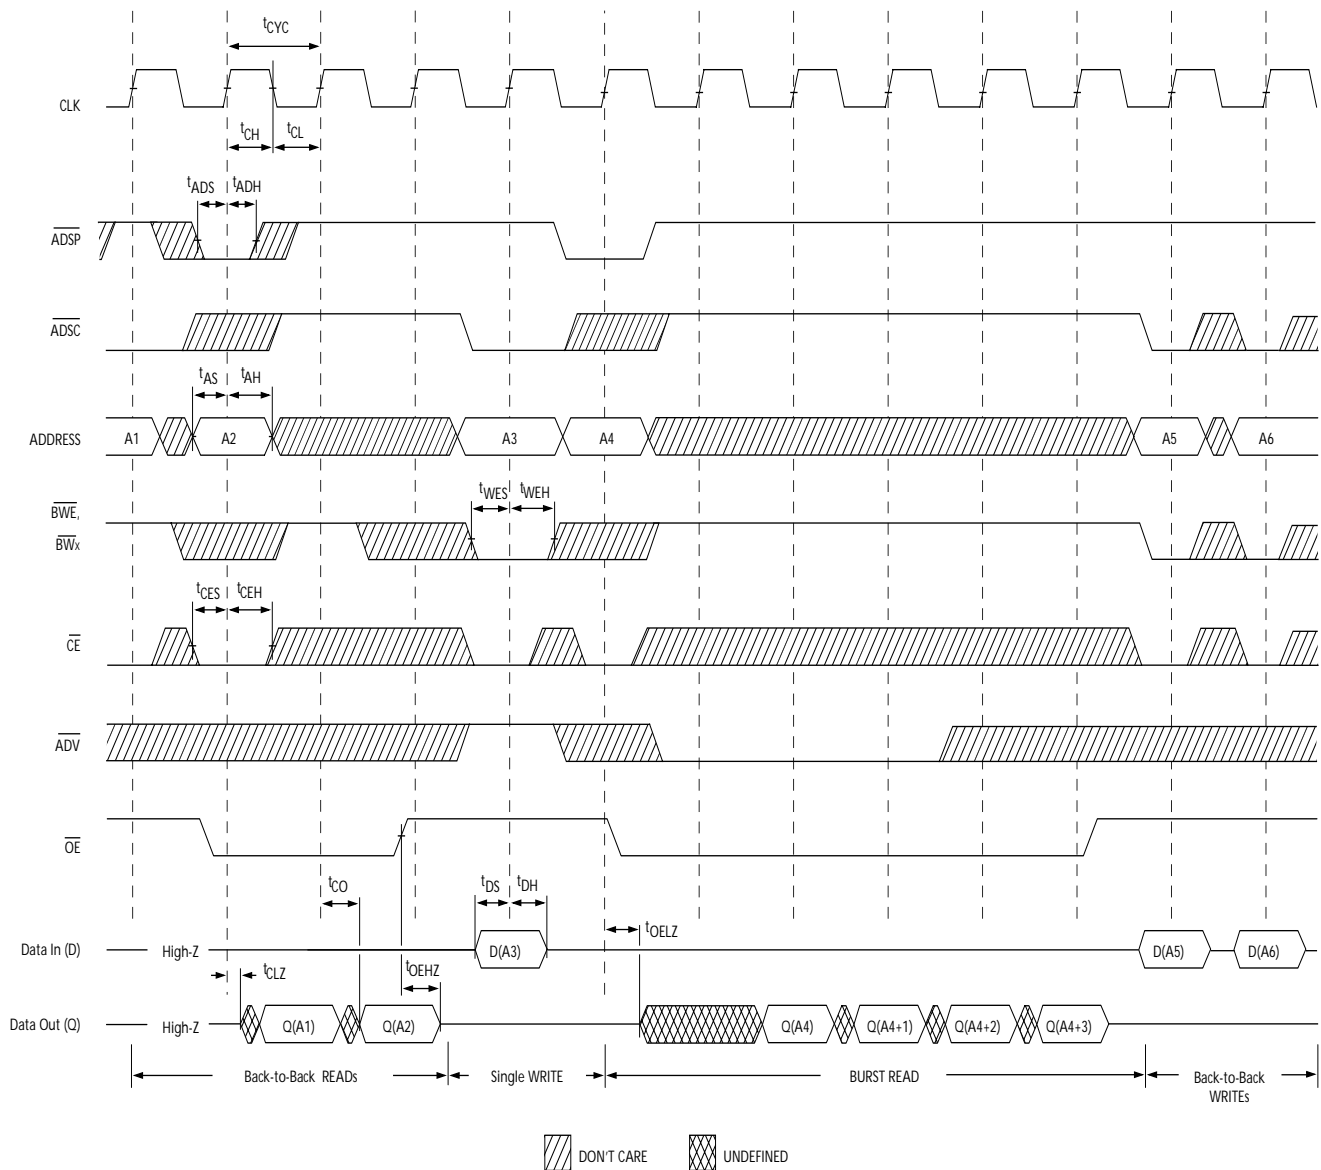 tCYC
CLK
tCH
tCL
tADS
tADH
ADSP
ADSC
tAS
tAH
ADDRESS
A1
A2
A3
A4
A5
A6
tWES
tWEH
BWE,
BWx
tCES
tCEH
CE
ADV
OE
tCO
tDS
tDH
tOELZ
Data In (D)
High-Z
D(A3)
D(A5)
D(A6)
tCLZ
tOEHZ
Data Out (Q)
High-Z
Q(A1)
Q(A2)
Q(A4)
Q(A4+1)
Q(A4+2)
Q(A4+3)
Back-to-Back READs
Single WRITE
BURST READ
Back-to-Back
WRITEs
DON'T CARE
UNDEFINED